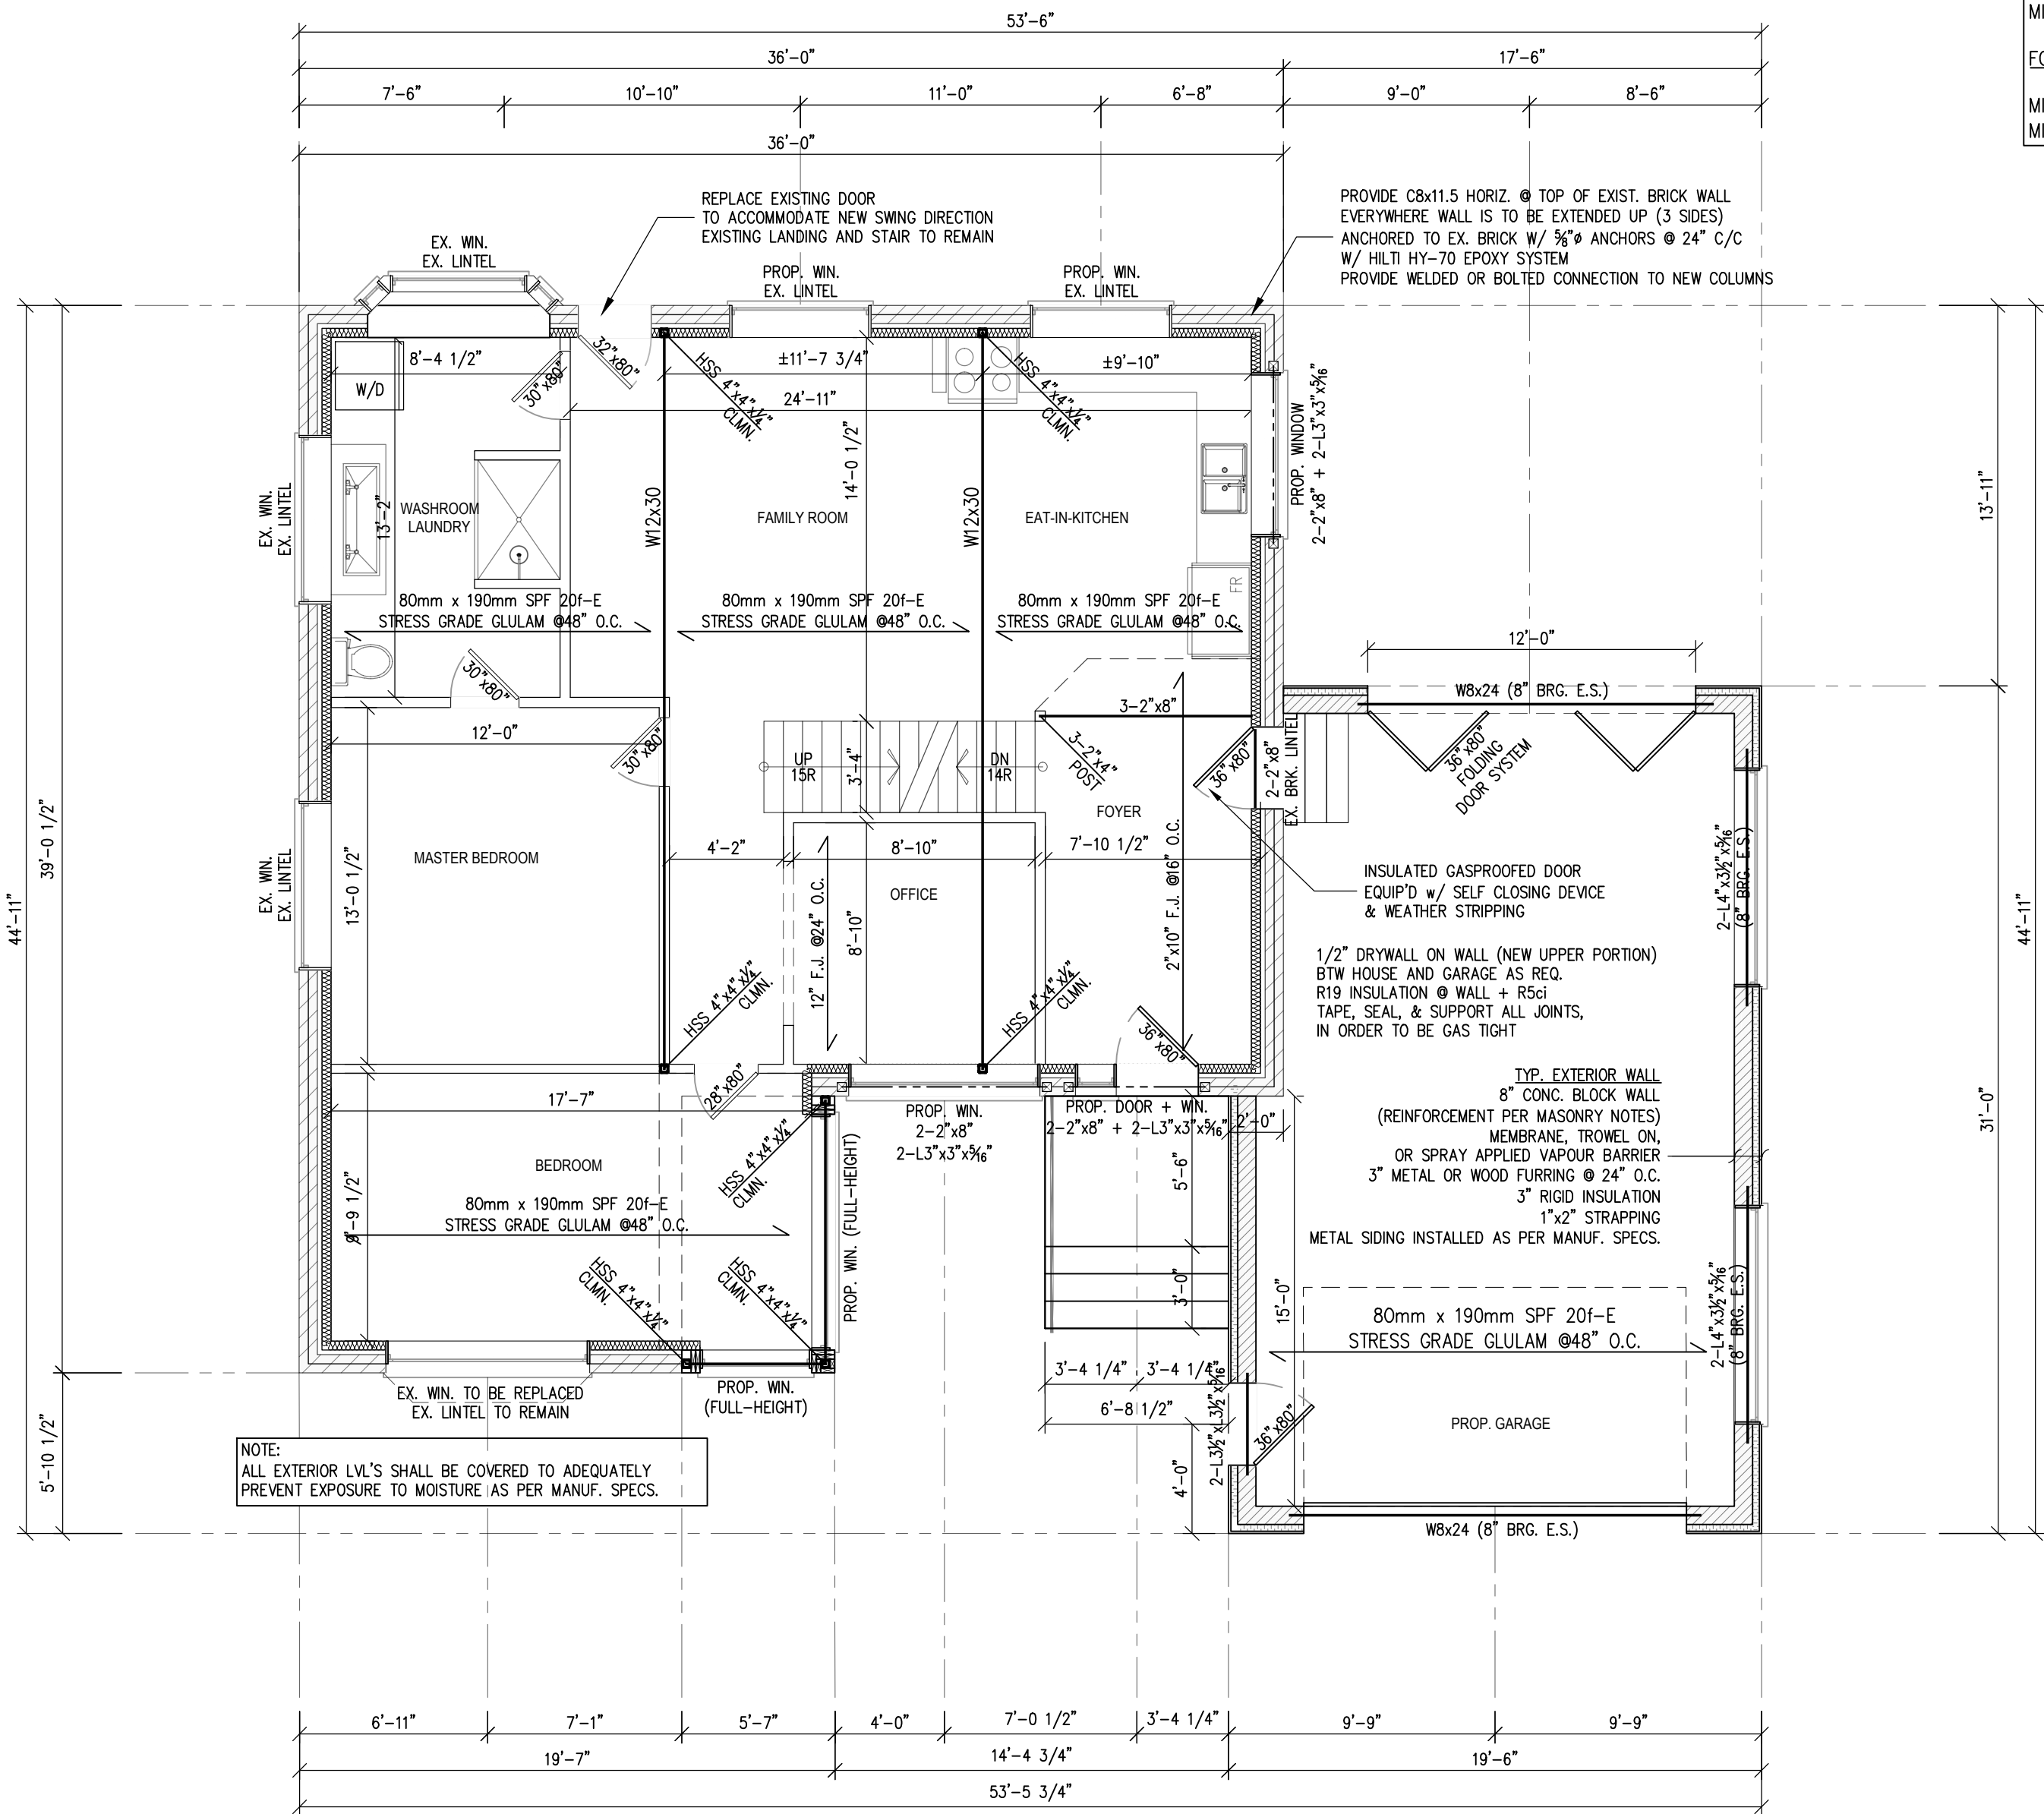 53'-6"
36'-0"
17'-6"
7'-6"
10'-10"
11'-0"
6'-8"
9'-0"
8'-6"
36'-0"
REPLACE EXISTING DOOR
TO ACCOMMODATE NEW SWING DIRECTION
EXISTING LANDING AND STAIR TO REMAIN
PROVIDE C8x11.5 HORIZ. @ TOP OF EXIST. BRICK WALL
EVERYWHERE WALL IS TO BE EXTENDED UP (3 SIDES)
ANCHORED TO EX. BRICK W/ 5/8"ø ANCHORS @ 24" C/C
W/ HILTI HY-70 EPOXY SYSTEM
PROVIDE WELDED OR BOLTED CONNECTION TO NEW COLUMNS
EX. WIN.
EX. LINTEL
PROP. WIN.
EX. LINTEL
PROP. WIN.
EX. LINTEL
8'-4 1/2"
W/D
30"x80"
32"x80"
HSS 4"x4"x1/4"
CLMN.
±11'-7 3/4"
HSS 4"x4"x1/4"
CLMN.
±9'-10"
24'-11"
14'-0 1/2"
PROP. WINDOW
2-2"x8" + 2-L3"x3"x5/16"
EX. WIN.
EX. LINTEL
13'-2"
WASHROOM
LAUNDRY
W12x30
FAMILY ROOM
W12x30
EAT-IN-KITCHEN
FR
80mm x 190mm SPF 20f-E
STRESS GRADE GLULAM @48" O.C.
80mm x 190mm SPF 20f-E
STRESS GRADE GLULAM @48" O.C.
80mm x 190mm SPF 20f-E
STRESS GRADE GLULAM @48" O.C.
13'-11"
12'-0"
W8x24 (8" BRG. E.S.)
30"x80"
12'-0"
30"x80"
UP
15R
3'-4"
DN
14R
3-2"x8"
3-2"x4"
POST
36"x80"
2-2"x8"
EX. BRK. LINTEL
36"x80"
FOLDING
DOOR SYSTEM
FOYER
39'-0 1/2"
44'-11"
44'-11"
EX. WIN.
EX. LINTEL
MASTER BEDROOM
13'-0 1/2"
4'-2"
8'-10"
7'-10 1/2"
OFFICE
12" F.J. @24" O.C.
8'-10"
2"x10" F.J. @16" O.C.
INSULATED GASPROOFED DOOR
EQUIP'D w/ SELF CLOSING DEVICE
& WEATHER STRIPPING
2-L4"x3½"x5/16"
(8" BRG. E.S.)
1/2" DRYWALL ON WALL (NEW UPPER PORTION)
BTW HOUSE AND GARAGE AS REQ.
R19 INSULATION @ WALL + R5ci
TAPE, SEAL, & SUPPORT ALL JOINTS,
IN ORDER TO BE GAS TIGHT
HSS 4"x4"x1/4"
CLMN.
HSS 4"x4"x1/4"
CLMN.
36"x80"
28"x80"
17'-7"
PROP. WIN.
2-2"x8"
2-L3"x3"x5/16"
PROP. DOOR + WIN.
2-2"x8" + 2-L3"x3"x5/16"
2'-0"
TYP. EXTERIOR WALL
8" CONC. BLOCK WALL
(REINFORCEMENT PER MASONRY NOTES)
MEMBRANE, TROWEL ON,
OR SPRAY APPLIED VAPOUR BARRIER
3" METAL OR WOOD FURRING @ 24" O.C.
3" RIGID INSULATION
1"x2" STRAPPING
METAL SIDING INSTALLED AS PER MANUF. SPECS.
31'-0"
BEDROOM
HSS 4"x4"x1/4"
CLMN.
PROP. WIN. (FULL-HEIGHT)
80mm x 190mm SPF 20f-E
STRESS GRADE GLULAM @48" O.C.
9'-9 1/2"
5'-6"
3'-0"
15'-0"
HSS 4"x4"x1/4"
CLMN.
HSS 4"x4"x1/4"
CLMN.
80mm x 190mm SPF 20f-E
STRESS GRADE GLULAM @48" O.C.
2-L4"x3½"x5/16"
(8" BRG. E.S.)
EX. WIN. TO BE REPLACED
EX. LINTEL TO REMAIN
PROP. WIN.
(FULL-HEIGHT)
3'-4 1/4"
3'-4 1/4"
6'-8 1/2"
2-L3½"xL3½"x5/16"
36"x80"
PROP. GARAGE
4'-0"
5'-10 1/2"
NOTE:
ALL EXTERIOR LVL'S SHALL BE COVERED TO ADEQUATELY
PREVENT EXPOSURE TO MOISTURE AS PER MANUF. SPECS.
W8x24 (8" BRG. E.S.)
6'-11"
7'-1"
5'-7"
4'-0"
7'-0 1/2"
3'-4 1/4"
9'-9"
9'-9"
19'-7"
14'-4 3/4"
19'-6"
53'-5 3/4"